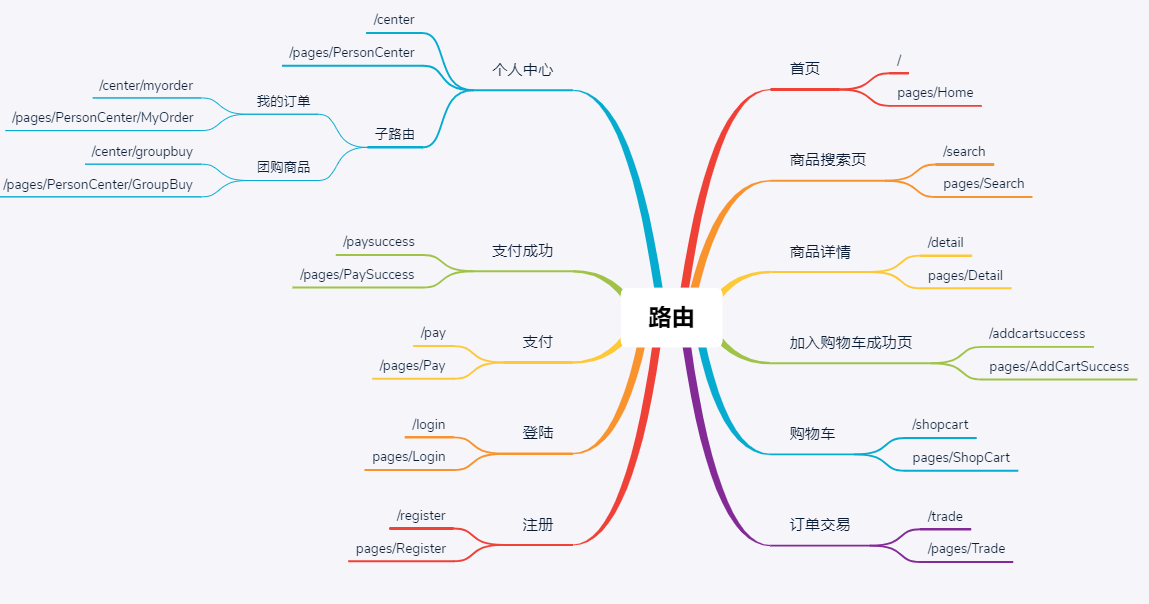 路由
首页
/
pages/Home
商品搜索页
/search
pages/Search
商品详情
/detail
pages/Detail
加入购物车成功页
/addcartsuccess
pages/AddCartSuccess
购物车
/shopcart
pages/ShopCart
订单交易
/trade
/pages/Trade
个人中心
/center
/pages/PersonCenter
子路由
我的订单
/center/myorder
/pages/PersonCenter/MyOrder
团购商品
/center/groupbuy
/pages/PersonCenter/GroupBuy
支付成功
/paysuccess
/pages/PaySuccess
支付
/pay
/pages/Pay
登陆
/login
pages/Login
注册
/register
pages/Register